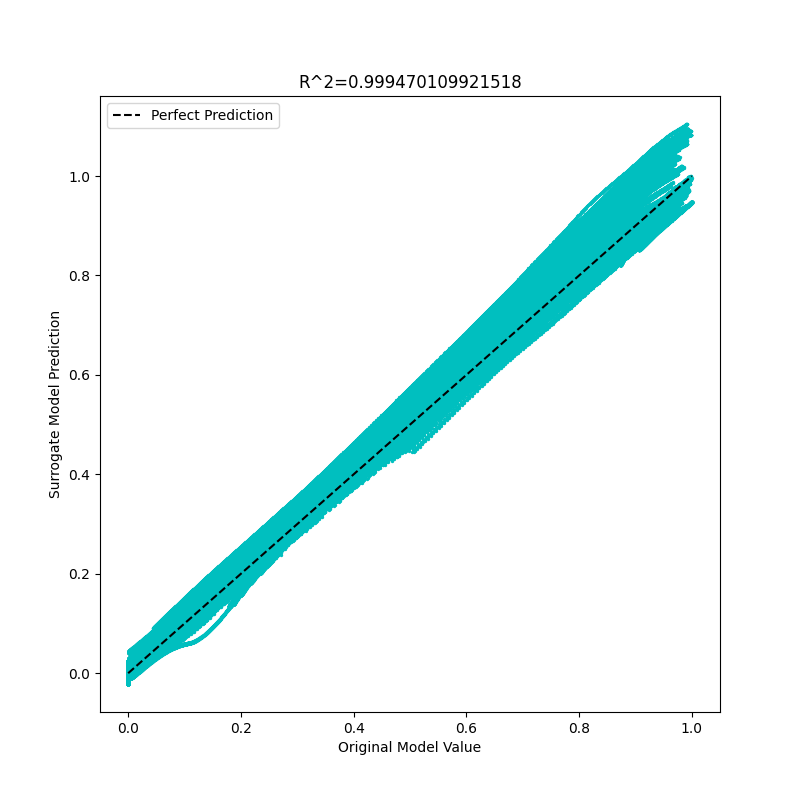 R^2=0.999470109921518
Perfect Prediction
1.0
0.8
0.6
0.4
0.2
0.0
Surrogate Model Prediction
0.0 0.2 0.4 0.6 0.8 1.0
Original Model Value